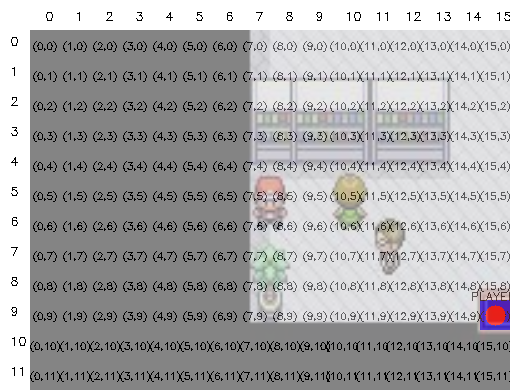 0 1 2 3 4 5 6 7 8 9 10 11 12 13 14 15
0 (0,0) (1,0) (2,0) (3,0) (4,0) (5,0) (6,0) (7,0) (8,0) (9,0) (10,0) (11,0) (12,0) (13,0) (14,0) (15,0)
1 (0,1) (1,1) (2,1) (3,1) (4,1) (5,1) (6,1) (7,1) (8,1) (9,1) (10,1) (11,1) (12,1) (13,1) (14,1) (15,1)
2 (0,2) (1,2) (2,2) (3,2) (4,2) (5,2) (6,2) (7,2) (8,2) (9,2) (10,2) (11,2) (12,2) (13,2) (14,2) (15,2)
3 (0,3) (1,3) (2,3) (3,3) (4,3) (5,3) (6,3) (7,3) (8,3) (9,3) (10,3) (11,3) (12,3) (13,3) (14,3) (15,3)
4 (0,4) (1,4) (2,4) (3,4) (4,4) (5,4) (6,4) (7,4) (8,4) (9,4) (10,4) (11,4) (12,4) (13,4) (14,4) (15,4)
5 (0,5) (1,5) (2,5) (3,5) (4,5) (5,5) (6,5) (7,5) (8,5) (9,5) (10,5) (11,5) (12,5) (13,5) (14,5) (15,5)
6 (0,6) (1,6) (2,6) (3,6) (4,6) (5,6) (6,6) (7,6) (8,6) (9,6) (10,6) (11,6) (12,6) (13,6) (14,6) (15,6)
7 (0,7) (1,7) (2,7) (3,7) (4,7) (5,7) (6,7) (7,7) (8,7) (9,7) (10,7) (11,7) (12,7) (13,7) (14,7) (15,7)
8 (0,8) (1,8) (2,8) (3,8) (4,8) (5,8) (6,8) (7,8) (8,8) (9,8) (10,8) (11,8) (12,8) (13,8) (14,8) (15,8)
PLAYER
9 (0,9) (1,9) (2,9) (3,9) (4,9) (5,9) (6,9) (7,9) (8,9) (9,9) (10,9) (11,9) (12,9) (13,9) (14,9)
10 (0,10) (1,10) (2,10) (3,10) (4,10) (5,10) (6,10) (7,10) (8,10) (9,10) (10,10) (11,10) (12,10) (13,10) (14,10) (15,10)
11 (0,11) (1,11) (2,11) (3,11) (4,11) (5,11) (6,11) (7,11) (8,11) (9,11) (10,11) (11,11) (12,11) (13,11) (14,11) (15,11)